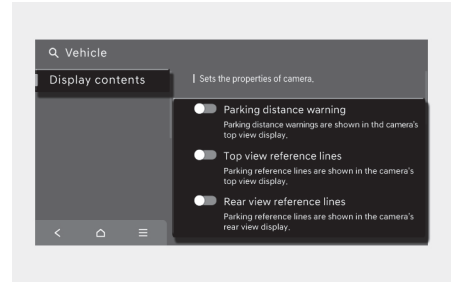 Vehicle
Display contents
Sets the properties of camera.
Parking distance warning
Parking distance warnings are shown in thd camera's
top view display.
Top view reference lines
Parking reference lines are shown in the camera's
top view display.
Rear view reference lines
Parking reference lines are shown in the camera's
rear view display.